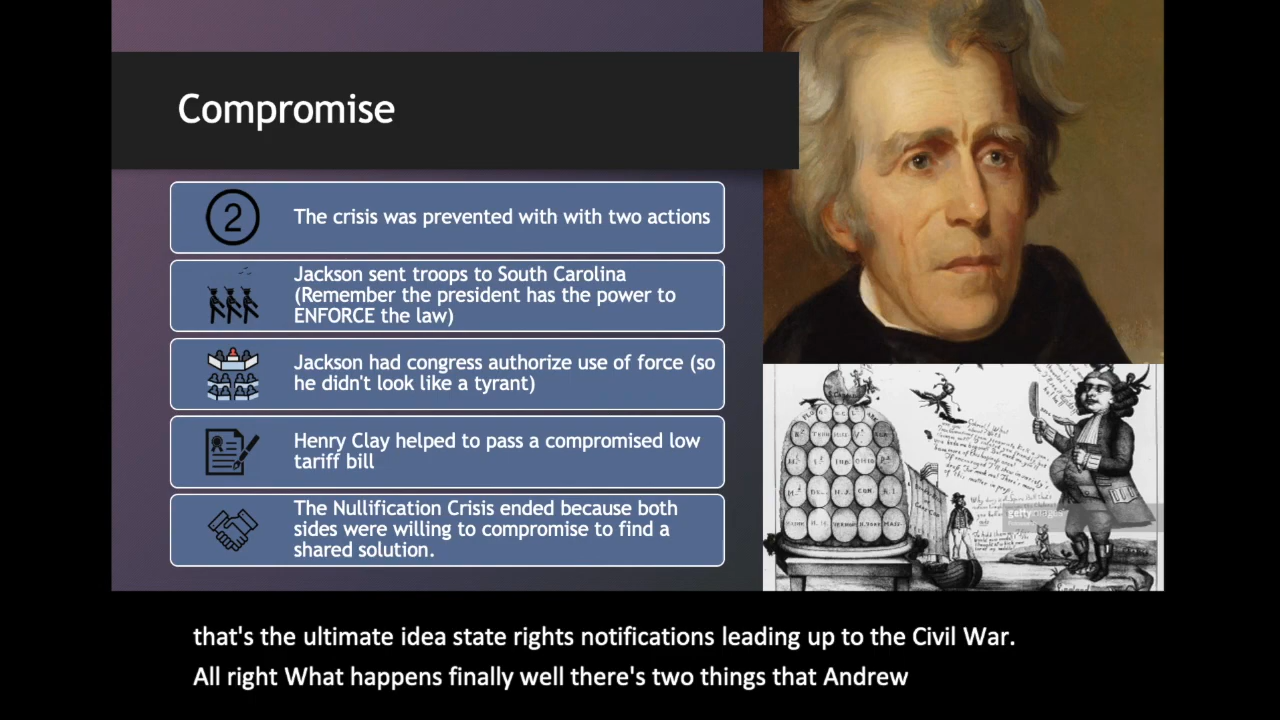 Compromise
2
The crisis was prevented with with two actions
Jackson sent troops to South Carolina
(Remember the president has the power to
ENFORCE the law)
Jackson had congress authorize use of force (so
he didn't look like a tyrant)
Henry Clay helped to pass a compromised low
tariff bill
The Nullification Crisis ended because both
sides were willing to compromise to find a
shared solution.
gettyimages
that's the ultimate idea state rights notifications leading up to the Civil War.
All right What happens finally well there's two things that Andrew